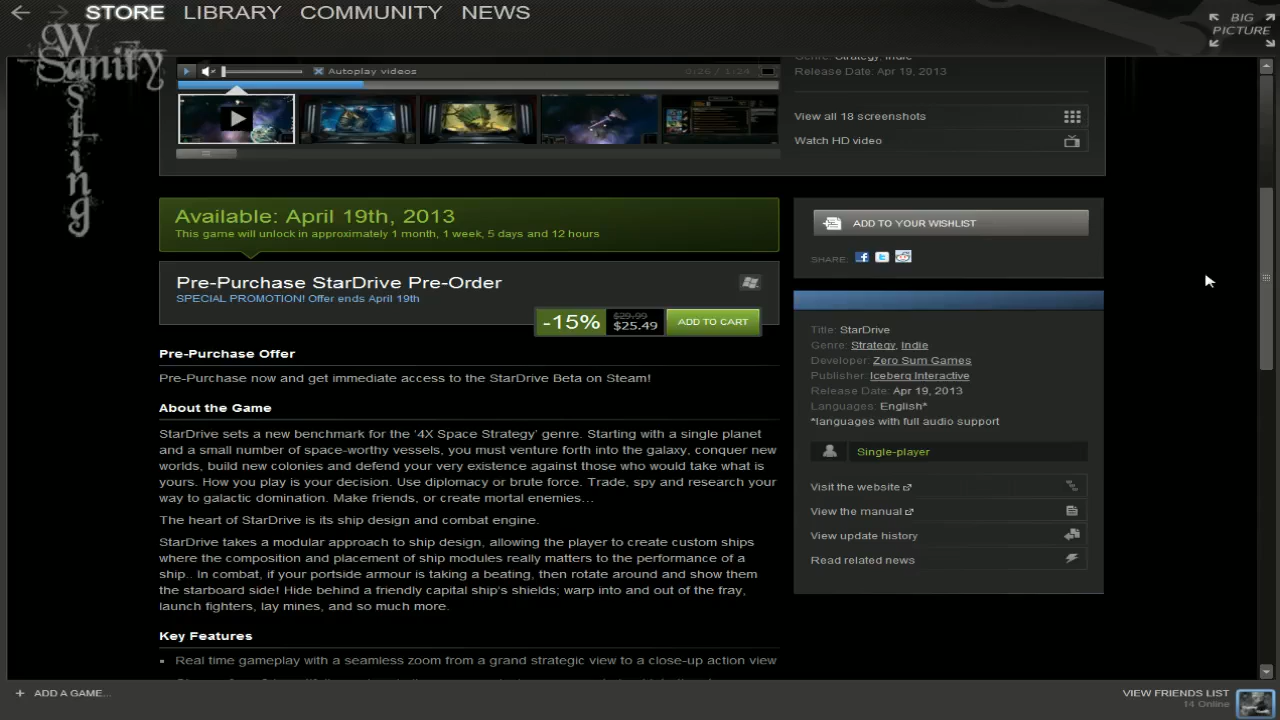 STORE LIBRARY COMMUNITY NEWS
BIG PICTURE
Wasting Sanity
Autoplay videos
0:26 / 1:24
Genre: Strategy, Indie
Release Date: Apr 19, 2013
View all 18 screenshots
Watch HD video
Available: April 19th, 2013
This game will unlock in approximately 1 month, 1 week, 5 days and 12 hours
Pre-Purchase StarDrive Pre-Order
SPECIAL PROMOTION! Offer ends April 19th
-15%
$29.99
$25.49
ADD TO CART
Pre-Purchase Offer
Pre-Purchase now and get immediate access to the StarDrive Beta on Steam!
About the Game
StarDrive sets a new benchmark for the '4X Space Strategy' genre. Starting with a single planet
and a small number of space-worthy vessels, you must venture forth into the galaxy, conquer new
worlds, build new colonies and defend your very existence against those who would take what is
yours. How you play is your decision. Use diplomacy or brute force. Trade, spy and research your
way to galactic domination. Make friends, or create mortal enemies…
The heart of StarDrive is its ship design and combat engine.
StarDrive takes a modular approach to ship design, allowing the player to create custom ships
where the composition and placement of ship modules really matters to the performance of a
ship.. In combat, if your portside armour is taking a beating, then rotate around and show them
the starboard side! Hide behind a friendly capital ship's shields; warp into and out of the fray,
launch fighters, lay mines, and so much more.
Key Features
Real time gameplay with a seamless zoom from a grand strategic view to a close-up action view
ADD TO YOUR WISHLIST
SHARE:
Title: StarDrive
Genre: Strategy, Indie
Developer: Zero Sum Games
Publisher: Iceberg Interactive
Release Date: Apr 19, 2013
Languages: English*
*languages with full audio support
Single-player
Visit the website
View the manual
View update history
Read related news
+ ADD A GAME...
VIEW FRIENDS LIST
14 Online